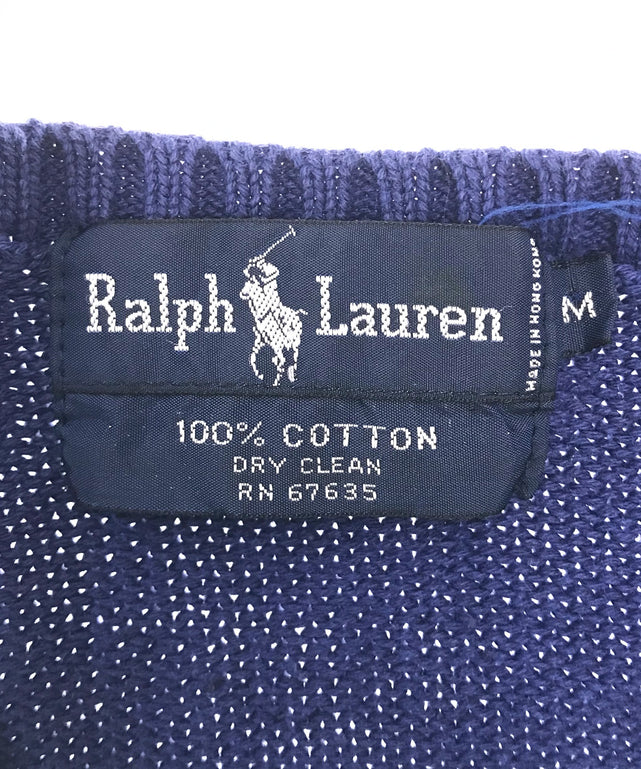 Ralph Lauren
MADE IN HONG KONG
M
100% COTTON
DRY CLEAN
RN 67635